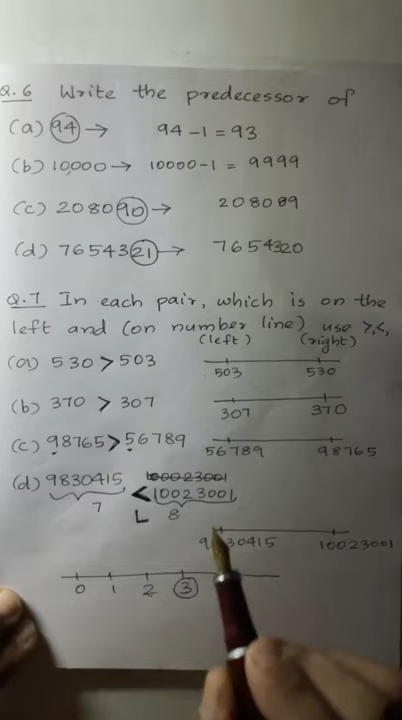 Q.6 Write the predecessor of
(a) 94 → 94 - 1 = 93
(b) 10,000 → 10000 - 1 = 9999
(c) 208090 → 208089
(d) 7654321 → 7654320
Q.7 In each pair, which is on the
left and (on number line) use >,<,
(left) (right)
(a) 530 > 503
503 530
(b) 370 > 307
307 370
(c) 98765 > 56789
56789 98765
(d) 9830415 < 10023001
7 8
10023001
0 1 2 3